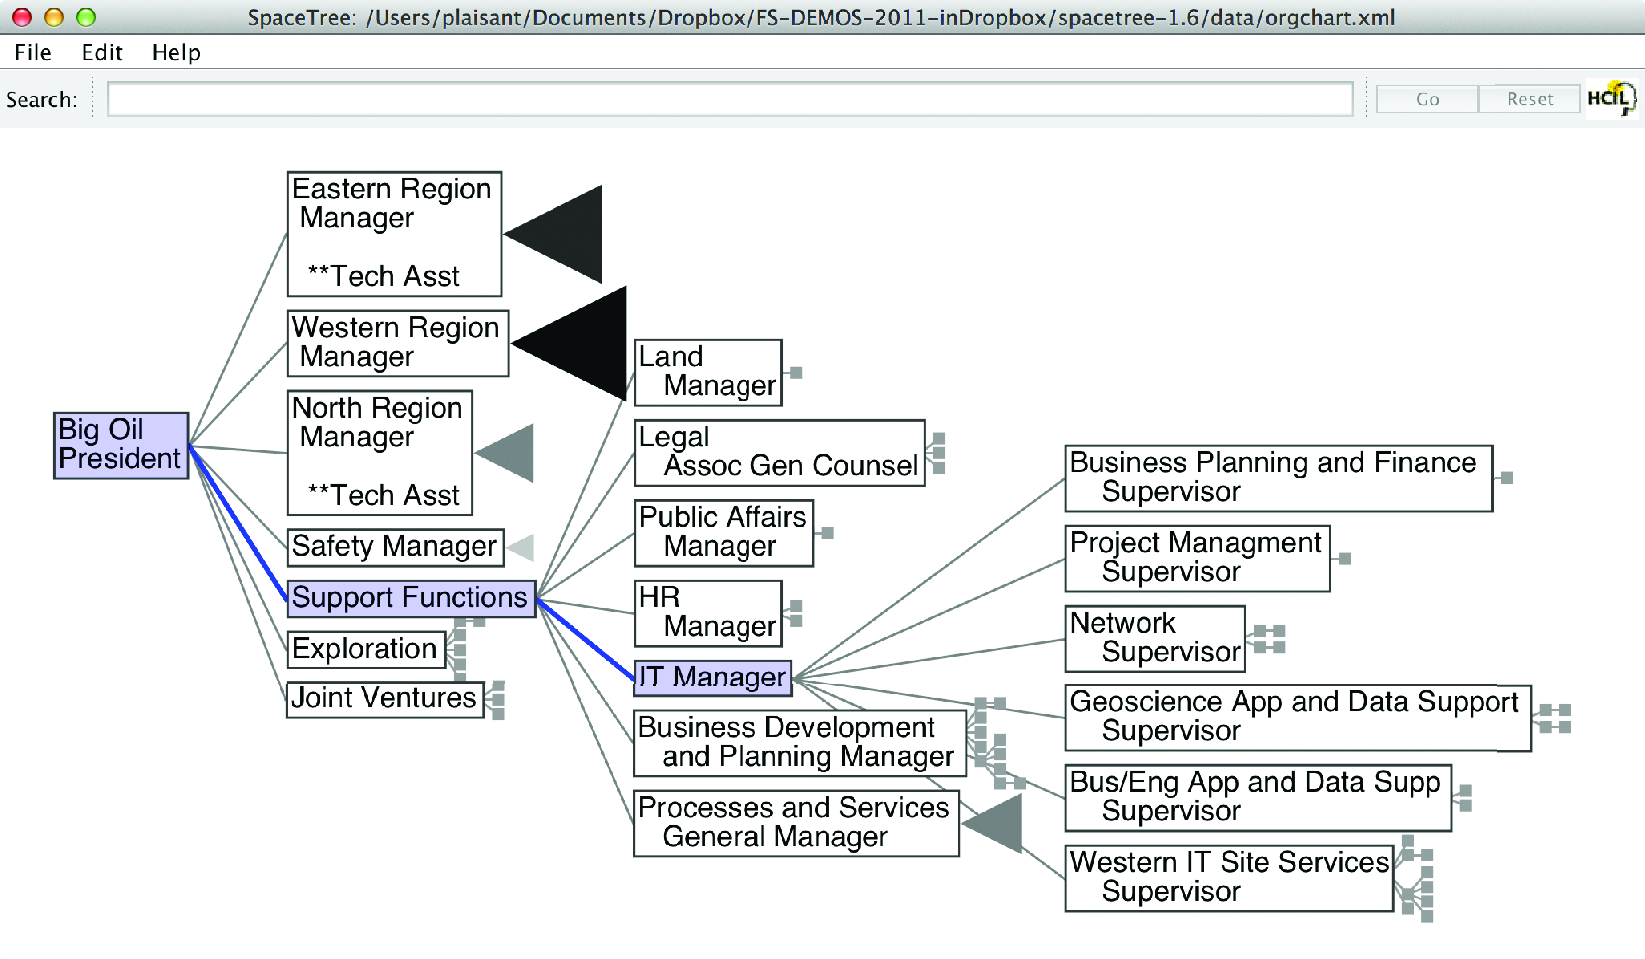 SpaceTree: /Users/plaisant/Documents/Dropbox/FS-DEMOS-2011-inDropbox/spacetree-1.6/data/orgchart.xml
File Edit Help
Search:
Go Reset HCIL
Eastern Region
Manager
**Tech Asst
Western Region
Manager
North Region
Manager
**Tech Asst
Big Oil
President
Safety Manager
Support Functions
Exploration
Joint Ventures
Land
Manager
Legal
Assoc Gen Counsel
Public Affairs
Manager
HR
Manager
IT Manager
Business Development
and Planning Manager
Processes and Services
General Manager
Business Planning and Finance
Supervisor
Project Managment
Supervisor
Network
Supervisor
Geoscience App and Data Support
Supervisor
Bus/Eng App and Data Supp
Supervisor
Western IT Site Services
Supervisor